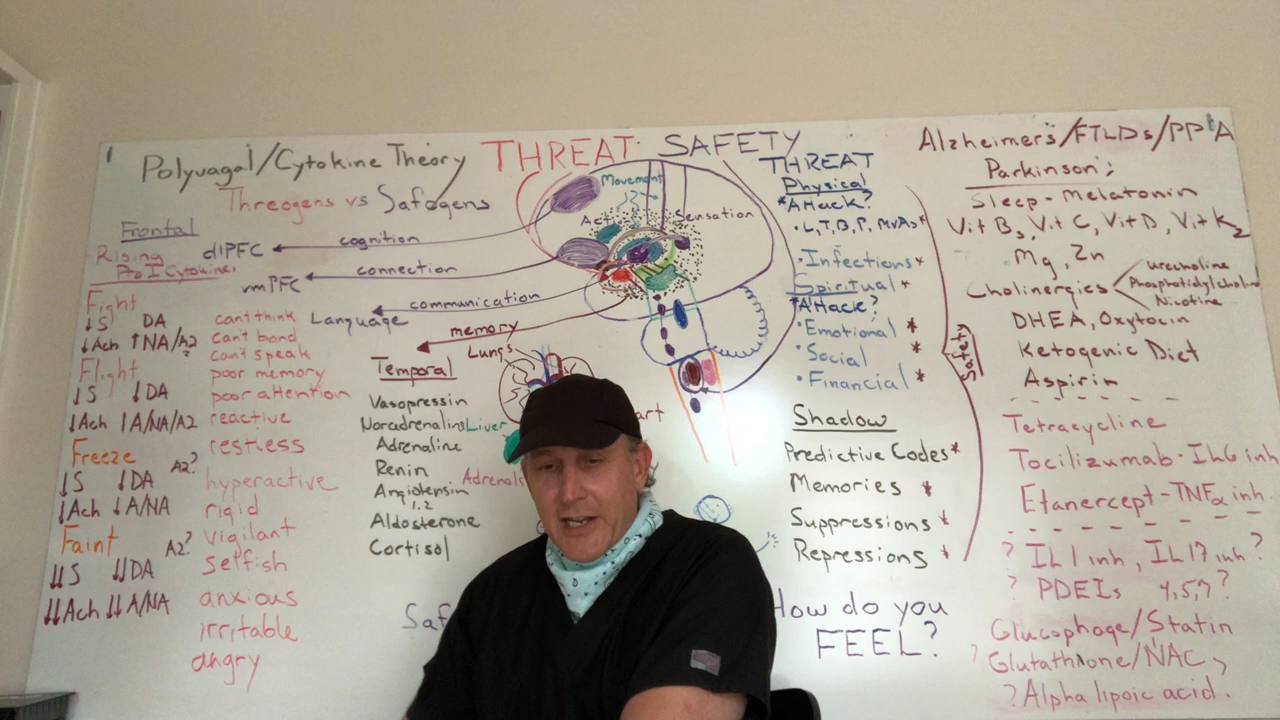 Polyvagal/Cytokine Theory
THREAT SAFETY
Threogens vs Safogens
Frontal
Rising
Pro I Cytokines
Fight
↓S DA
↓Ach ↑NA/A2
Flight
↓S ↓DA
↓Ach ↓A/NA/A2
Freeze
A2?
↓S ↓DA
↓Ach ↓A/NA
Faint
A2?
↓↓S ↓↓DA
↓↓Ach ↓↓A/NA
can't think
can't bond
can't speak
poor memory
poor attention
reactive
restless
hyperactive
rigid
vigilant
selfish
anxious
irritable
angry
dlPFC
cognition
vmPFC
connection
Language
communication
memory
Temporal
Vasopressin
Noradrenaline
Adrenaline
Renin
Angiotensin
1.2
Aldosterone
Cortisol
Movement
Sensation
Lungs
Liver
Adrenals
art
Saf
THREAT
Physical
*AHack?
• L, T, B, P, MVAs*
• Infections*
Spiritual*
*AHack?
• Emotional *
• Social *
• Financial *
Shadow
Predictive Codes*
Memories *
Suppressions *
Repressions *
How do you
FEEL?
Safety
Alzheimer's/FTLDs/PPA
Parkinson:
Sleep - Melatonin
Vit B3, Vit C, Vit D, Vit K2
Mg, Zn
Cholinergics < urecholine
Phosphotidylcholine
Nicotine
DHEA, Oxytocin
Ketogenic Diet
Aspirin
Tetracycline
Tocilizumab - IL6 inh
Etanercept - TNFα inh.
? IL1 inh, IL17 inh?
? PDEIs 4,5,7?
Glucophage/Statin
? Glutathione/NAC,
? Alpha lipoic acid.